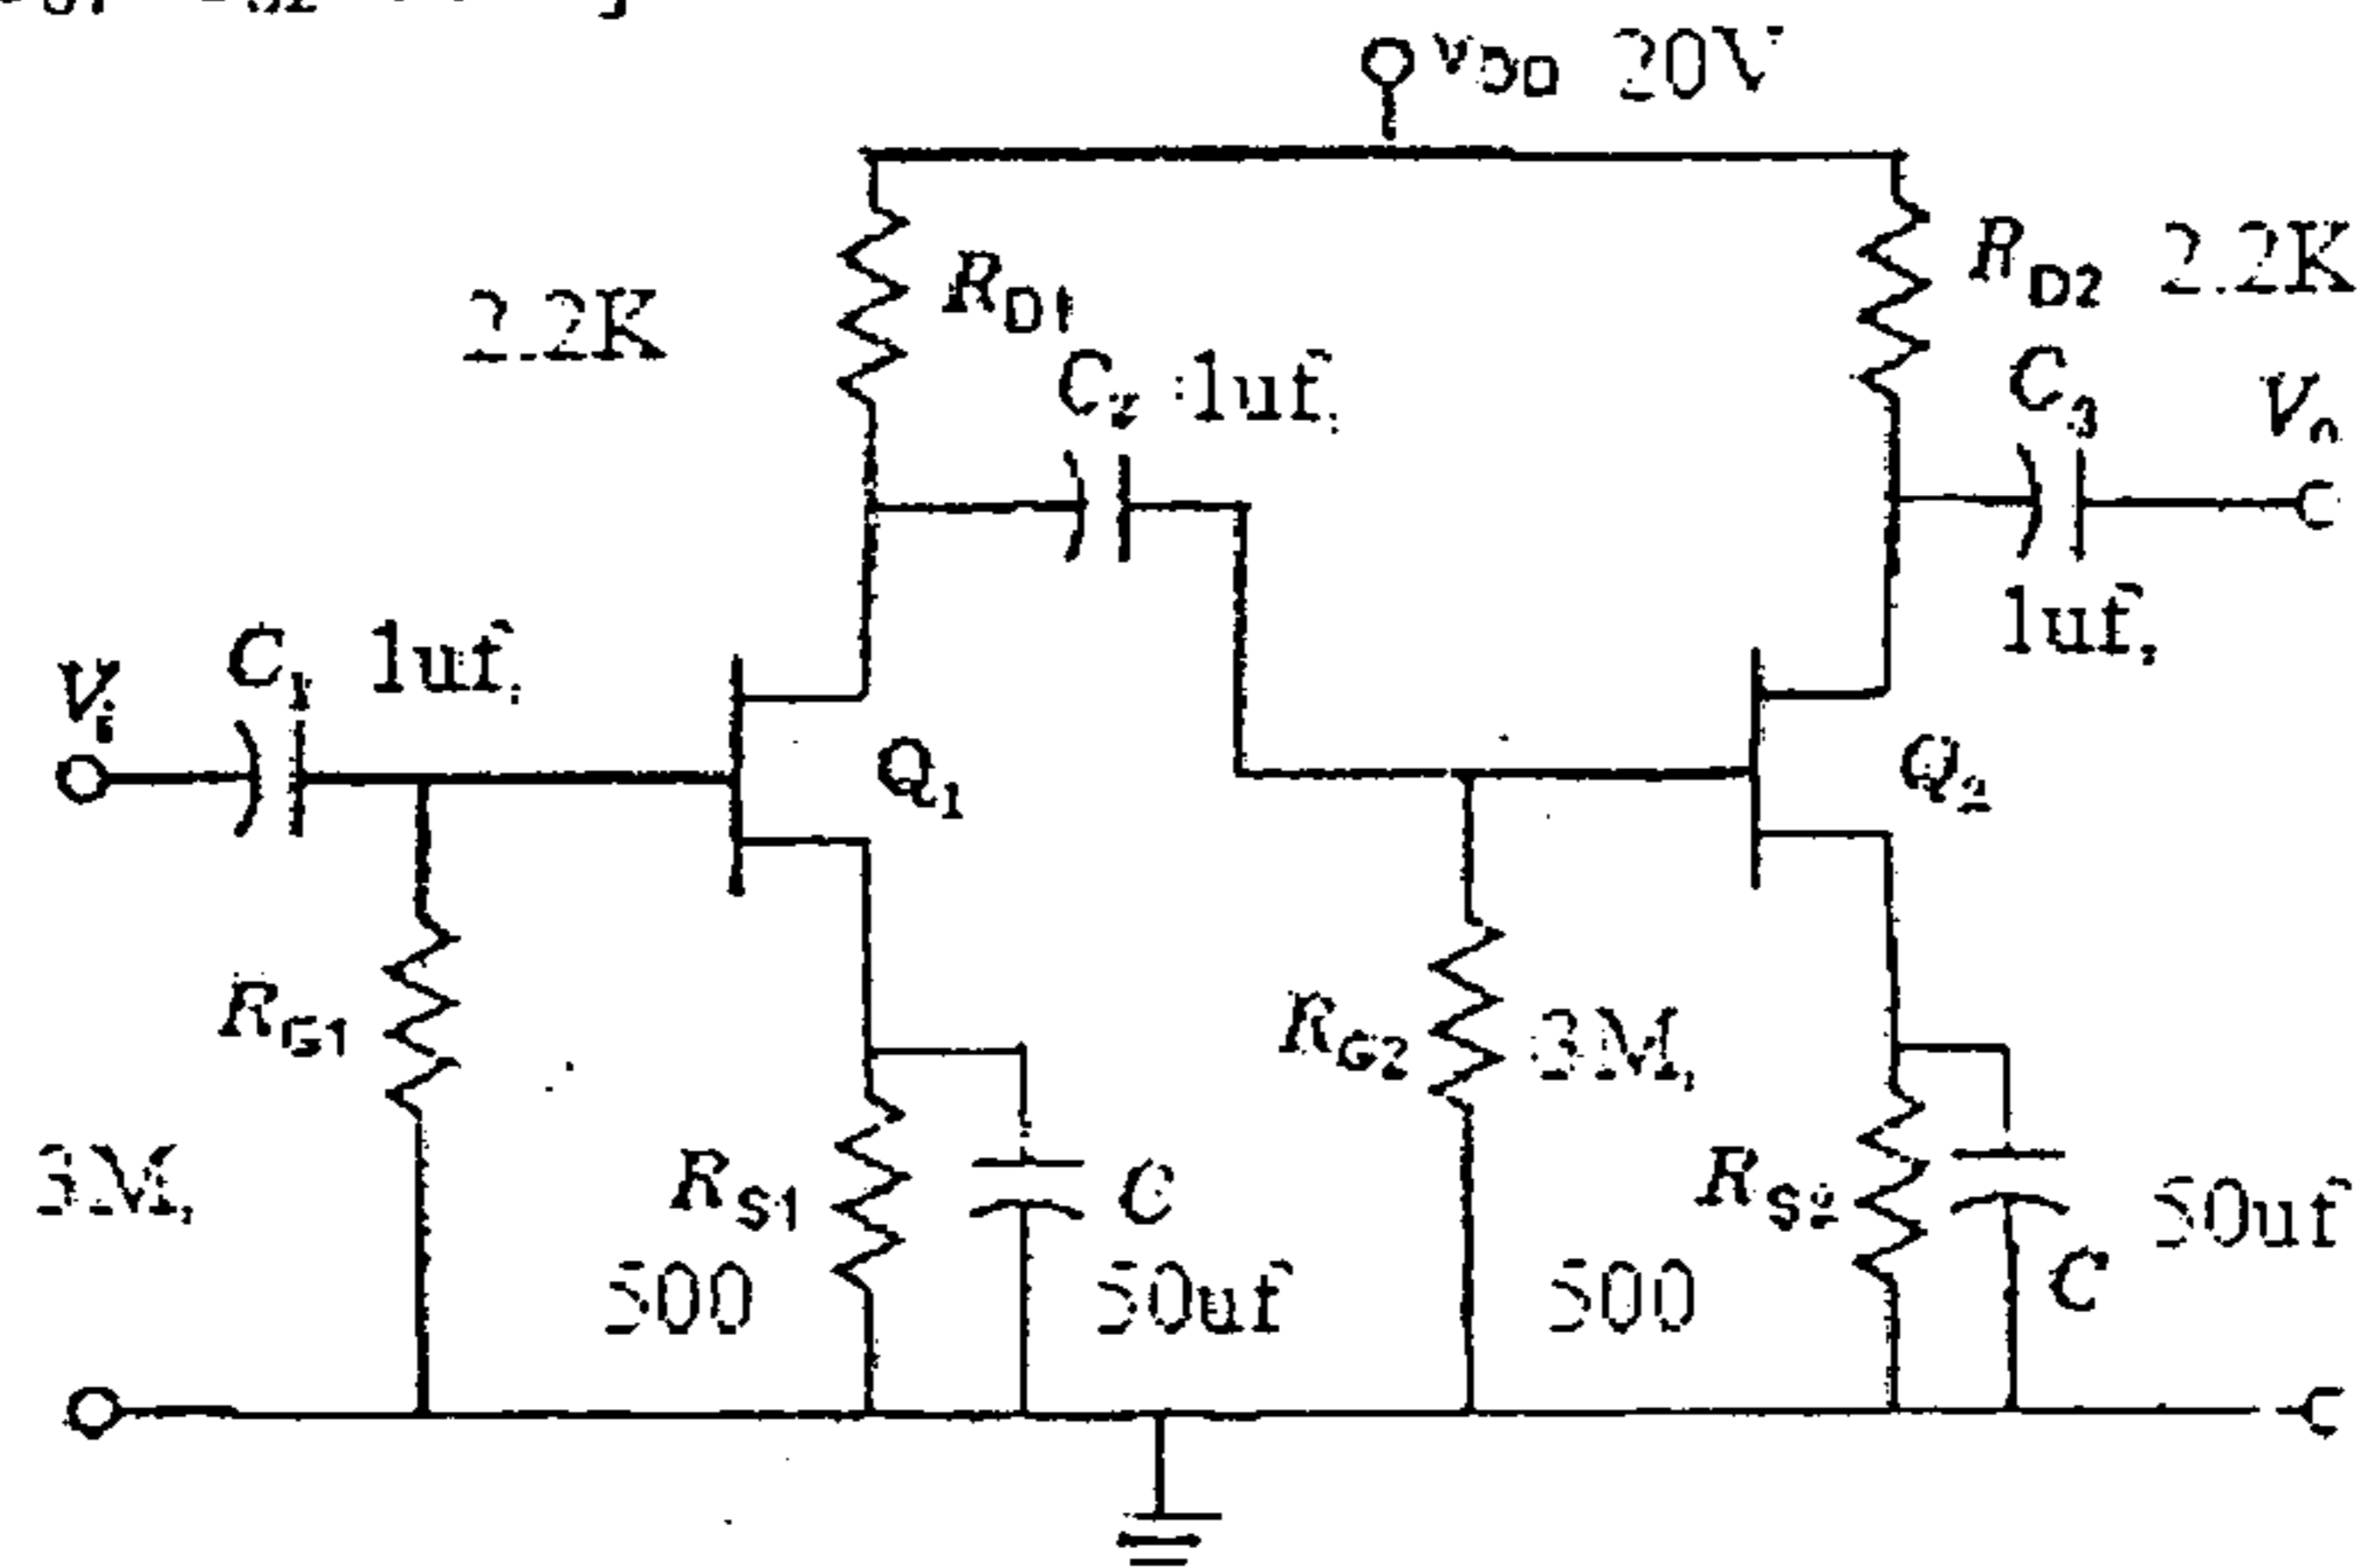 VDD 20V
RD1
2.2K
RD2 2.2K
C2 1uf,
C3
Vo
1uf,
Vi
C1 1uf,
Q1
Q2
RG1
3M,
RS1
500
C
50uf
RG2 3M,
RS2
500
50uf
C